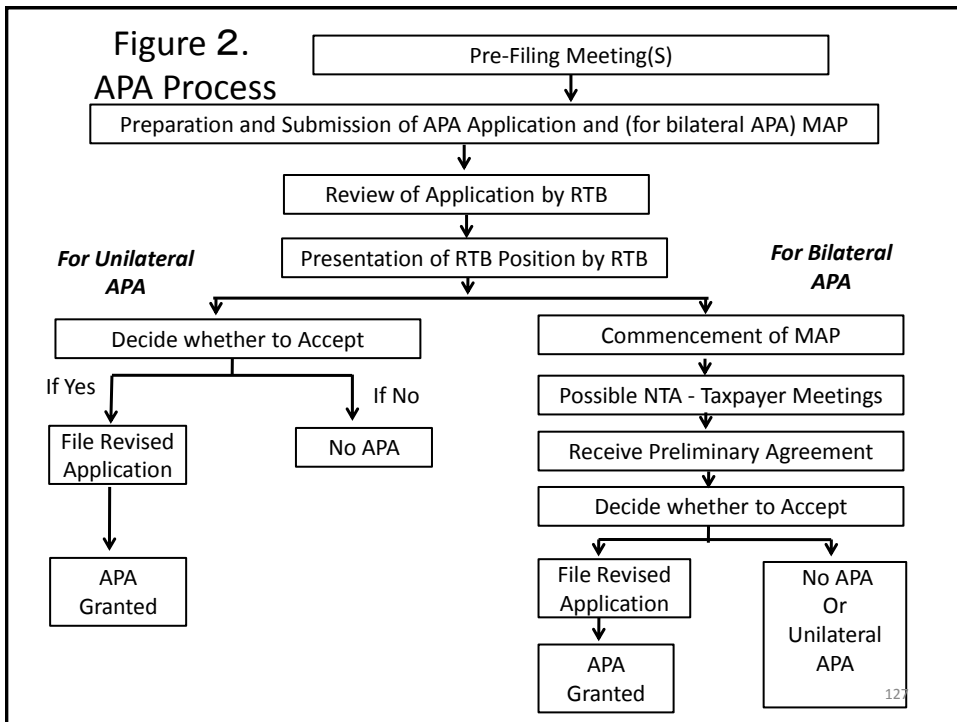 Figure 2.
APA Process
Pre-Filing Meeting(S)
Preparation and Submission of APA Application and (for bilateral APA) MAP
Review of Application by RTB
Presentation of RTB Position by RTB
For Unilateral
APA
Decide whether to Accept
If Yes
If No
File Revised
Application
No APA
APA
Granted
For Bilateral
APA
Commencement of MAP
Possible NTA - Taxpayer Meetings
Receive Preliminary Agreement
Decide whether to Accept
File Revised
Application
APA
Granted
No APA
Or
Unilateral
APA
127